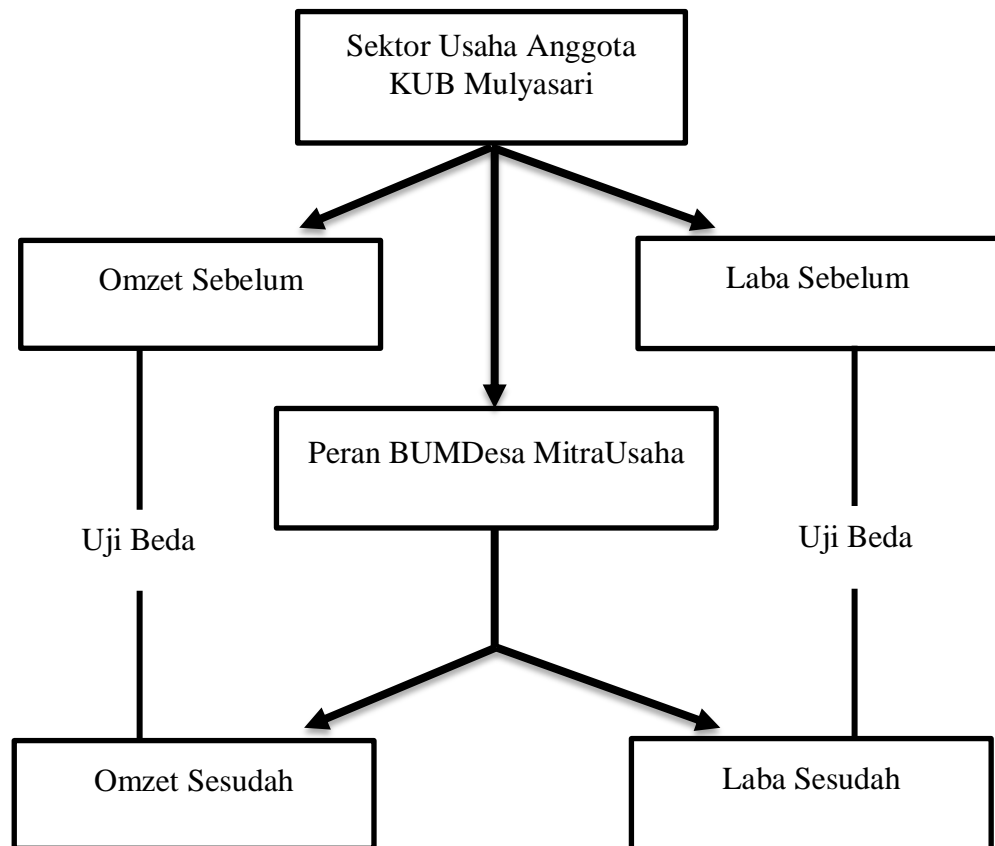 Sektor Usaha Anggota
KUB Mulyasari
Omzet Sebelum
Laba Sebelum
Peran BUMDesa MitraUsaha
Uji Beda
Uji Beda
Omzet Sesudah
Laba Sesudah